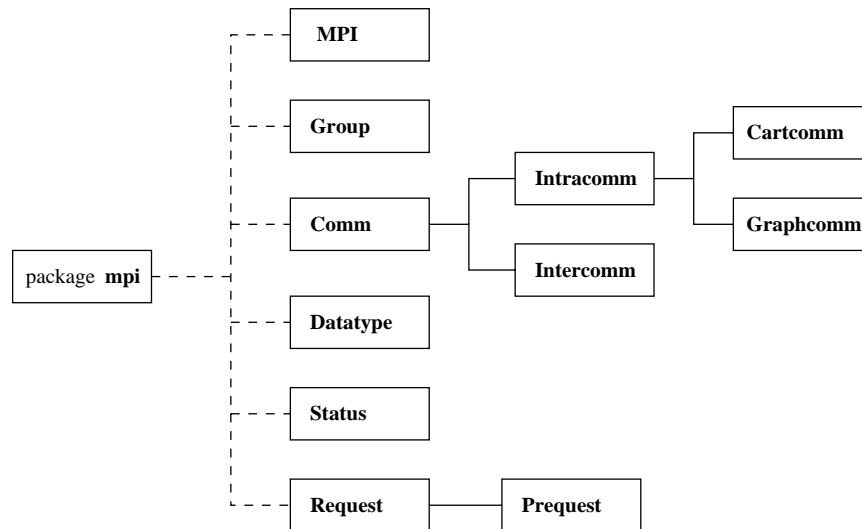 MPI
Group
Cartcomm
Intracomm
Comm
Graphcomm
package mpi
Intercomm
Datatype
Status
Request
Prequest